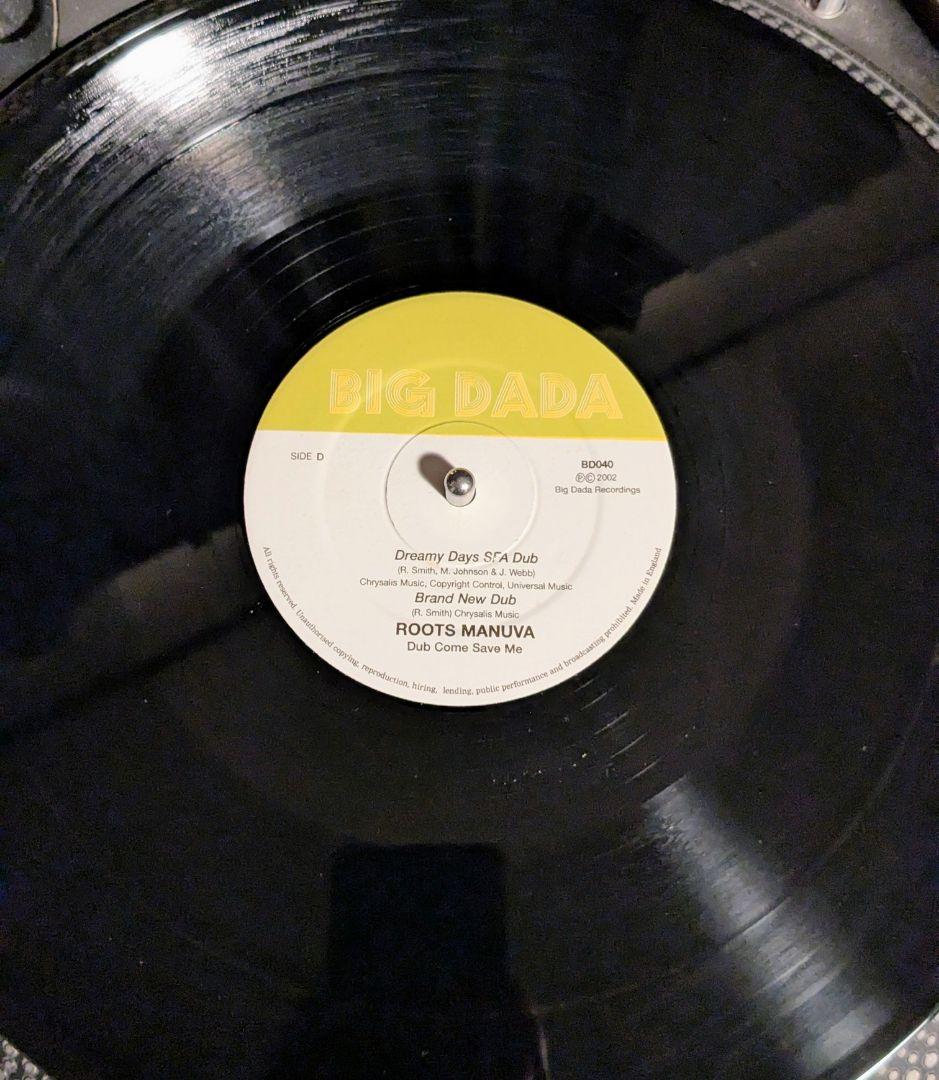 BIG DADA
SIDE D
BD040
℗© 2002
Big Dada Recordings
Dreamy Days SFA Dub
(R. Smith, M. Johnson & J. Webb)
Chrysalis Music, Copyright Control, Universal Music
Brand New Dub
(R. Smith) Chrysalis Music
ROOTS MANUVA
Dub Come Save Me
All rights reserved. Unauthorised copying, reproduction, hiring, lending, public performance and broadcasting prohibited. Made in England